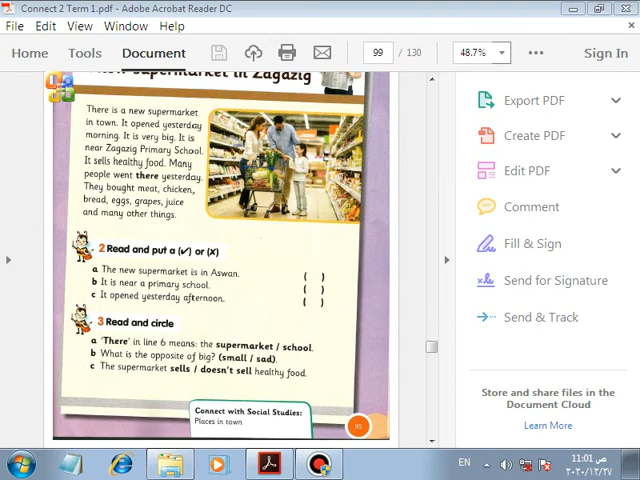 Connect 2 Term 1.pdf - Adobe Acrobat Reader DC
File Edit View Window Help
Home Tools Document 99 / 130 48.7% Sign In
supermarket in Zagazig
There is a new supermarket
in town. It opened yesterday
morning. It is very big. It is
near Zagazig Primary School.
It sells healthy food. Many
people went there yesterday.
They bought meat, chicken,
bread, eggs, grapes, juice
and many other things.
2 Read and put a (✓) or (X)
a The new supermarket is in Aswan. ( )
b It is near a primary school. ( )
c It opened yesterday afternoon. ( )
3 Read and circle
a 'There' in line 6 means: the supermarket / school.
b What is the opposite of big? (small / sad)
c The supermarket sells / doesn't sell healthy food.
Connect with Social Studies:
Places in town
85
Export PDF
Create PDF
Edit PDF
Comment
Fill & Sign
Send for Signature
Send & Track
Store and share files in the
Document Cloud
Learn More
EN
11:01 ص
٢٠٢٠/١٢/٢٧